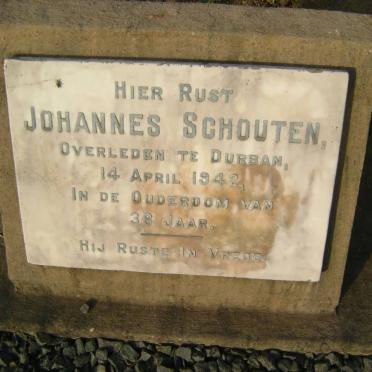 HIER RUST
JOHANNES SCHOUTEN,
OVERLEDEN TE DURBAN,
14 APRIL 1942,
IN DE OUDERDOM VAN
38 JAAR.
HIJ RUSTE IN VREDE.